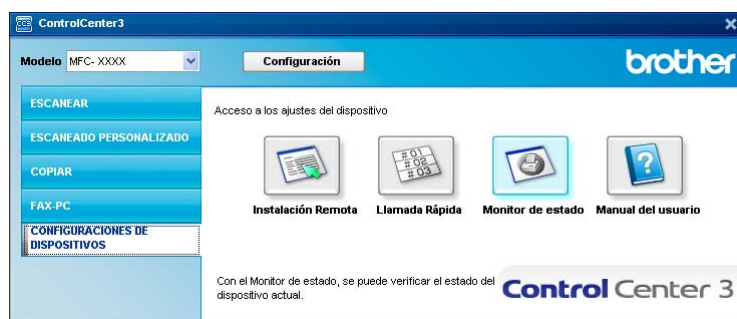 CC3 ControlCenter3
Modelo MFC- XXXX Configuración brother
ESCANEAR
ESCANEADO PERSONALIZADO
COPIAR
FAX-PC
CONFIGURACIONES DE
DISPOSITIVOS
Acceso a los ajustes del dispositivo
#01
#02
#03
?
Instalación Remota Llamada Rápida Monitor de estado Manual del usuario
Con el Monitor de estado, se puede verificar el estado del
dispositivo actual.
Control Center 3